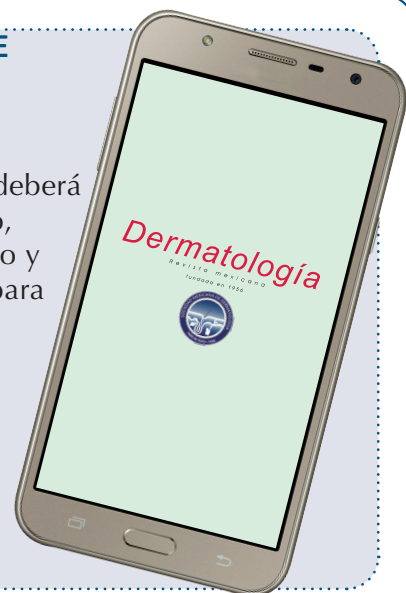 E
deberá
o,
o y
para
Dermatología
Revista mexicana
fundada en 1956